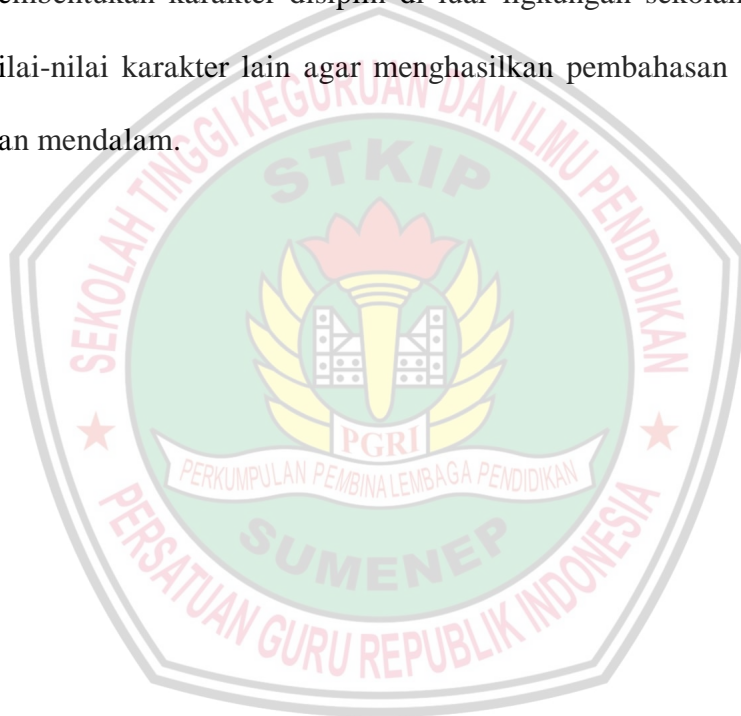 embentukan karakter disiplin di luar ligkungan sekolah
ilai-nilai karakter lain agar menghasilkan pembahasan
an mendalam.
SEKOLAH TINGGI KEGURUAN DAN ILMU PENDIDIKAN
STKIP
PGRI
PERKUMPULAN PEMBINA LEMBAGA PENDIDIKAN
SUMENEP
PERSATUAN GURU REPUBLIK INDONESIA